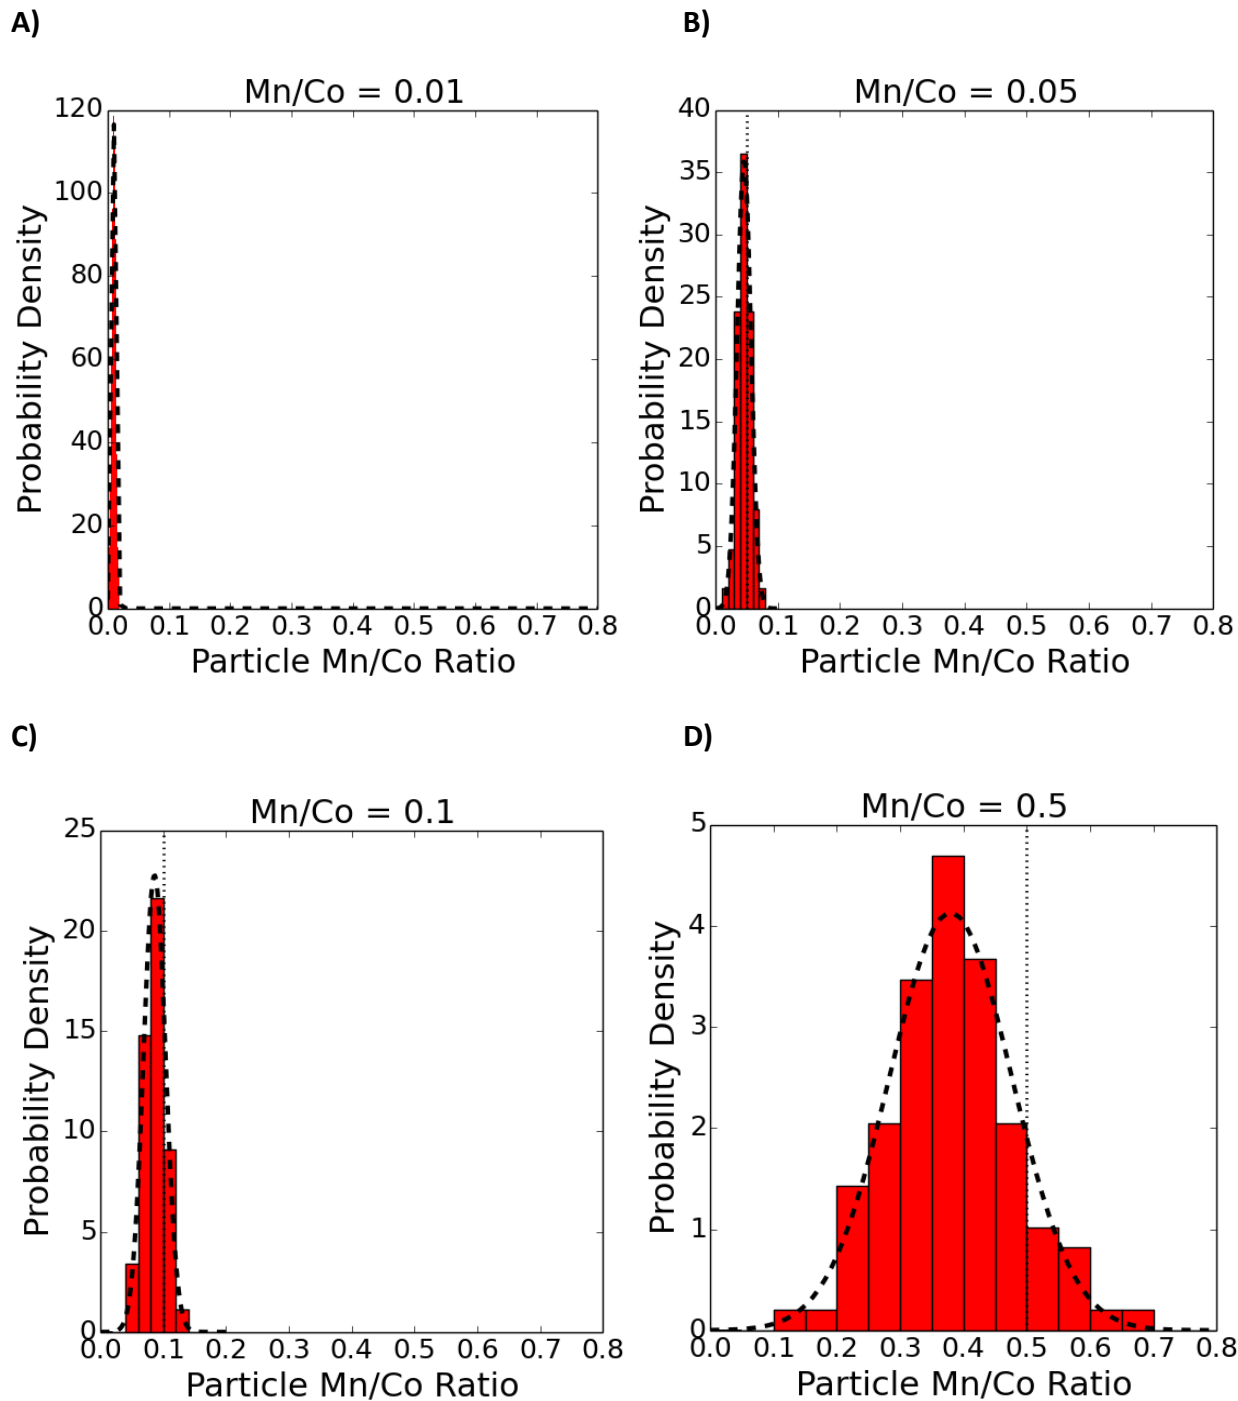 A)
Mn/Co = 0.01
120
100
80
60
40
20
0
Probability Density
0.0 0.1 0.2 0.3 0.4 0.5 0.6 0.7 0.8
Particle Mn/Co Ratio
B)
Mn/Co = 0.05
40
35
30
25
20
15
10
5
0
Probability Density
0.0 0.1 0.2 0.3 0.4 0.5 0.6 0.7 0.8
Particle Mn/Co Ratio
C)
Mn/Co = 0.1
25
20
15
10
5
0
Probability Density
0.0 0.1 0.2 0.3 0.4 0.5 0.6 0.7 0.8
Particle Mn/Co Ratio
D)
Mn/Co = 0.5
5
4
3
2
1
0
Probability Density
0.0 0.1 0.2 0.3 0.4 0.5 0.6 0.7 0.8
Particle Mn/Co Ratio